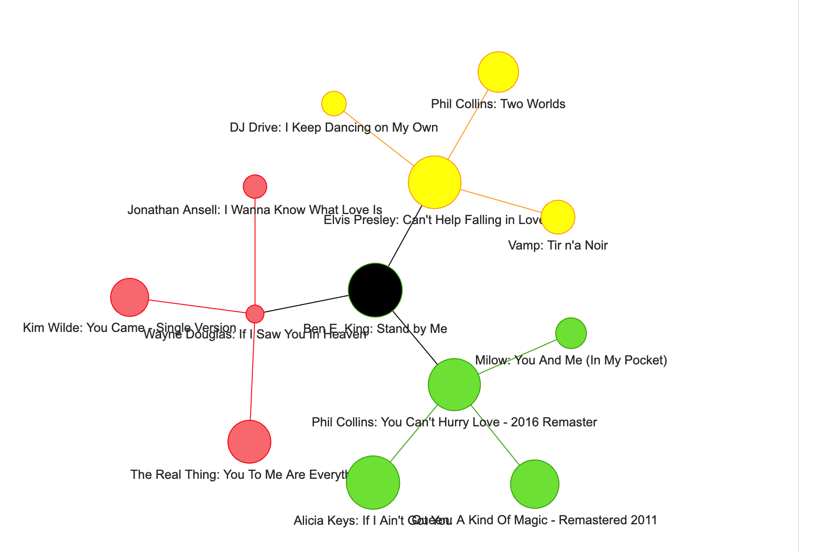 Phil Collins: Two Worlds
DJ Drive: I Keep Dancing on My Own
Jonathan Ansell: I Wanna Know What Love Is
Elvis Presley: Can't Help Falling in Love
Vamp: Tir n'a Noir
Kim Wilde: You Came - Single Version
Wayne Douglas: If I Saw You In Heaven
Ben E. King: Stand by Me
Milow: You And Me (In My Pocket)
Phil Collins: You Can't Hurry Love - 2016 Remaster
The Real Thing: You To Me Are Everyth
Alicia Keys: If I Ain't Got You
Queen: A Kind Of Magic - Remastered 2011